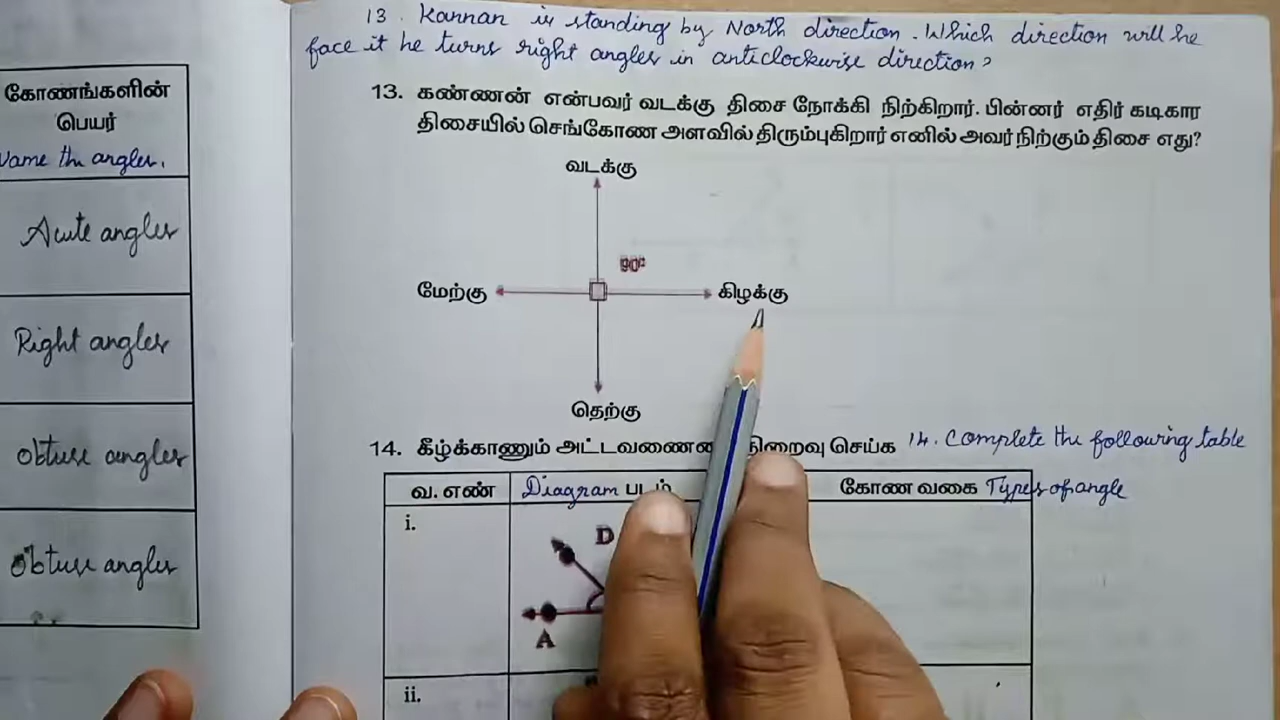 கோணங்களின்
பெயர்
Name the angles.
Acute angles
Right angles
Obtuse angles
Obtuse angles
13. Kannan is standing by North direction. Which direction will he
face it he turns right angles in anticlockwise direction?
13. கண்ணன் என்பவர் வடக்கு திசை நோக்கி நிற்கிறார். பின்னர் எதிர் கடிகார
திசையில் செங்கோண அளவில் திரும்புகிறார் எனில் அவர் நிற்கும் திசை எது?
வடக்கு
90°
மேற்கு
கிழக்கு
தெற்கு
14. கீழ்க்காணும் அட்டவணையை நிறைவு செய்க 14. Complete the following table
வ. எண்
Diagram படம்
கோண வகை Types of angle
i.
D
A
ii.